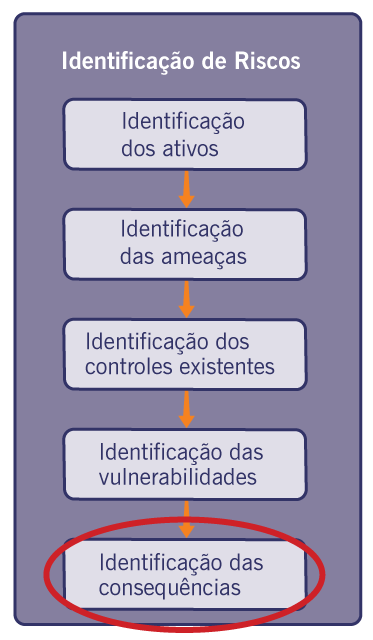 Identificação de Riscos
Identificação
dos ativos
Identificação
das ameaças
Identificação dos
controles existentes
Identificação das
vulnerabilidades
Identificação das
consequências